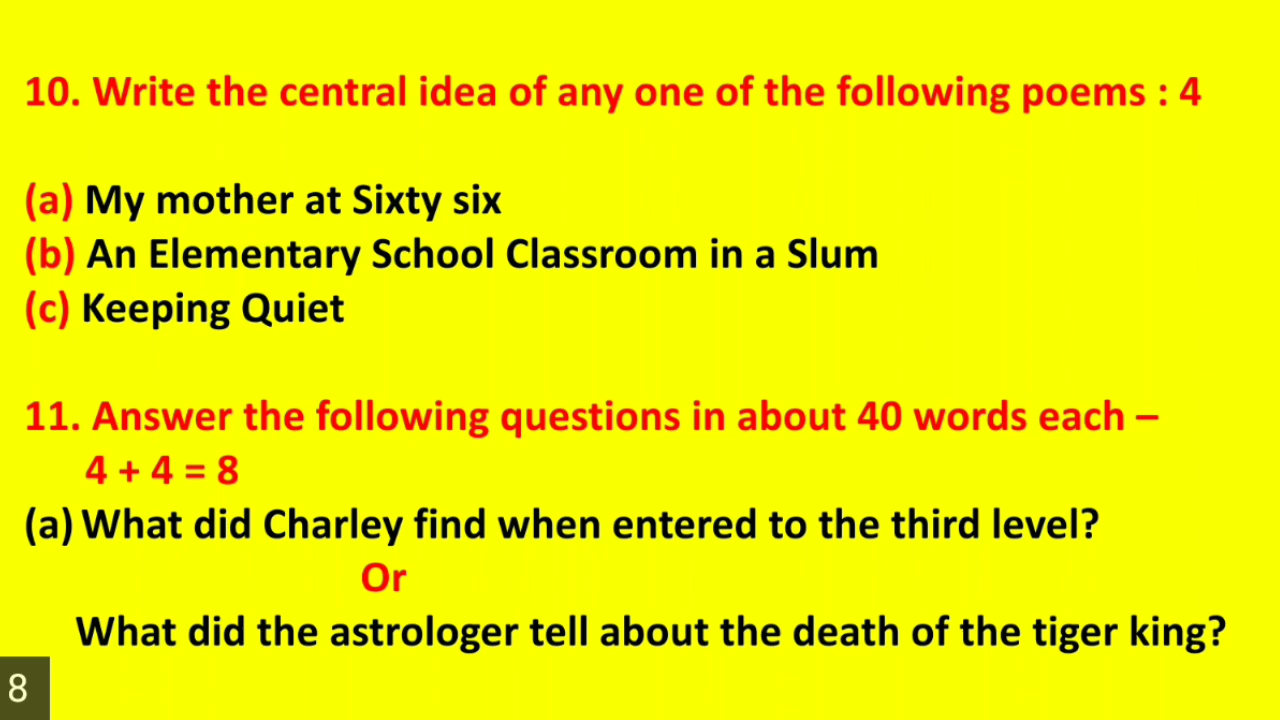 10. Write the central idea of any one of the following poems : 4
(a) My mother at Sixty six
(b) An Elementary School Classroom in a Slum
(c) Keeping Quiet
11. Answer the following questions in about 40 words each –
4 + 4 = 8
(a) What did Charley find when entered to the third level?
Or
What did the astrologer tell about the death of the tiger king?
8